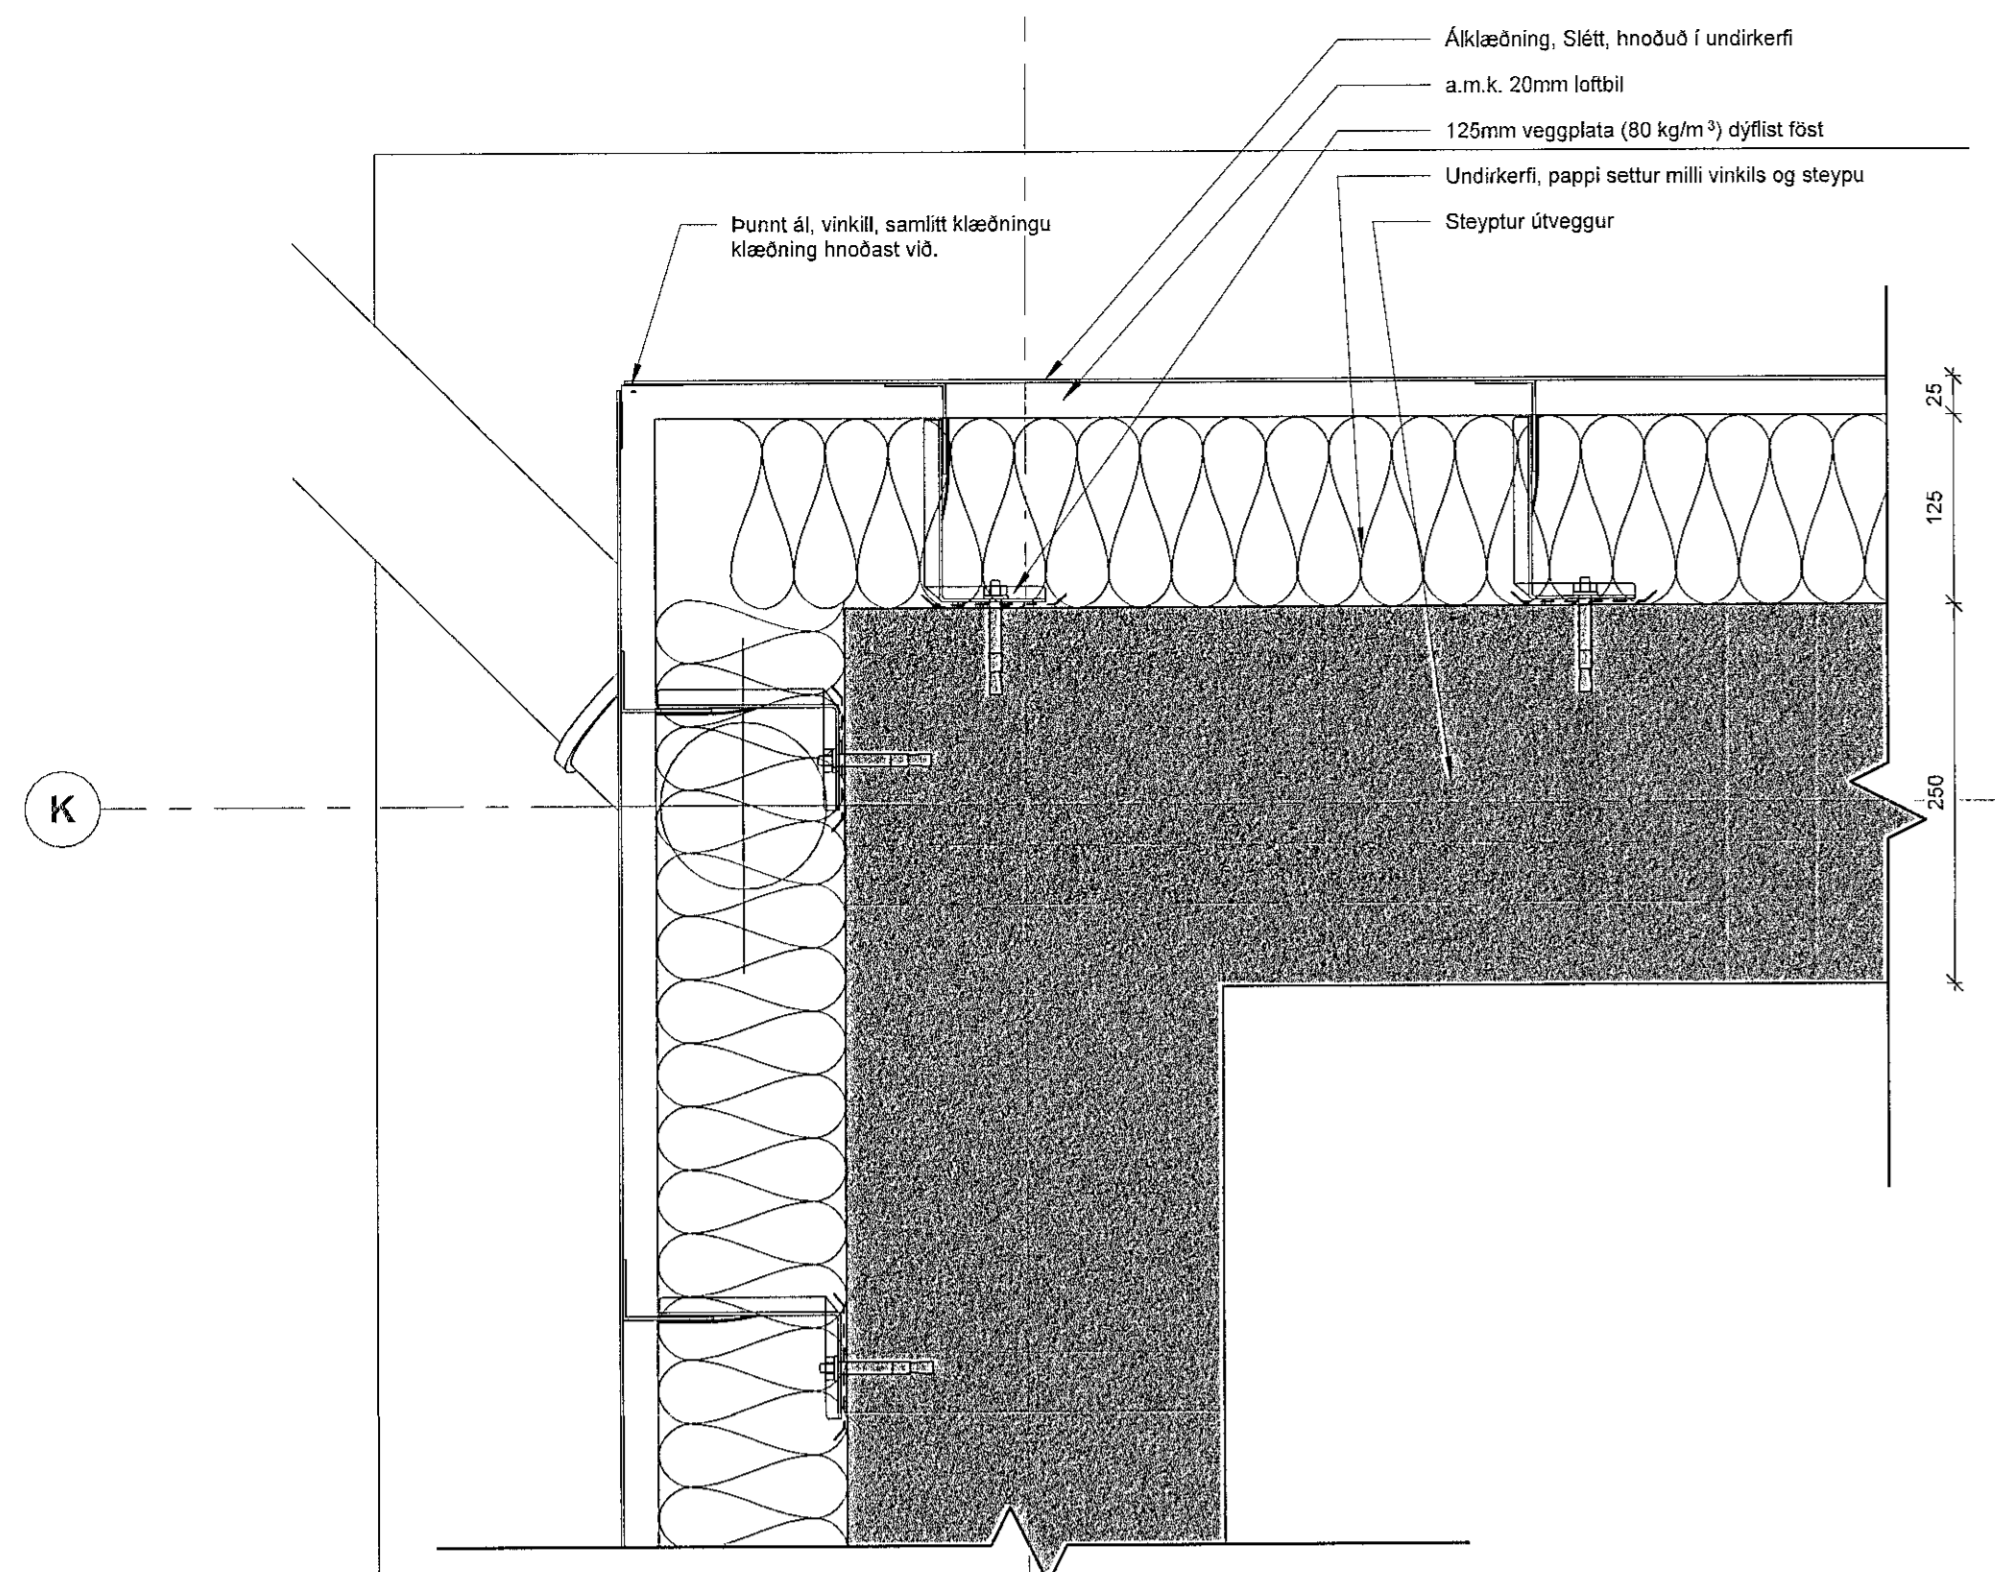 Álklæðning, Slétt, hnoðuð í undirkerfi
a.m.k. 20mm loftbil
125mm veggplata (80 kg/m³) dýflist föst
Undirkerfi, pappi settur milli vinkils og steypu
Steyptur útveggur
Þunnt ál, vinkill, samlitt klæðningu
klæðning hnoðast við.
25
125
250
K